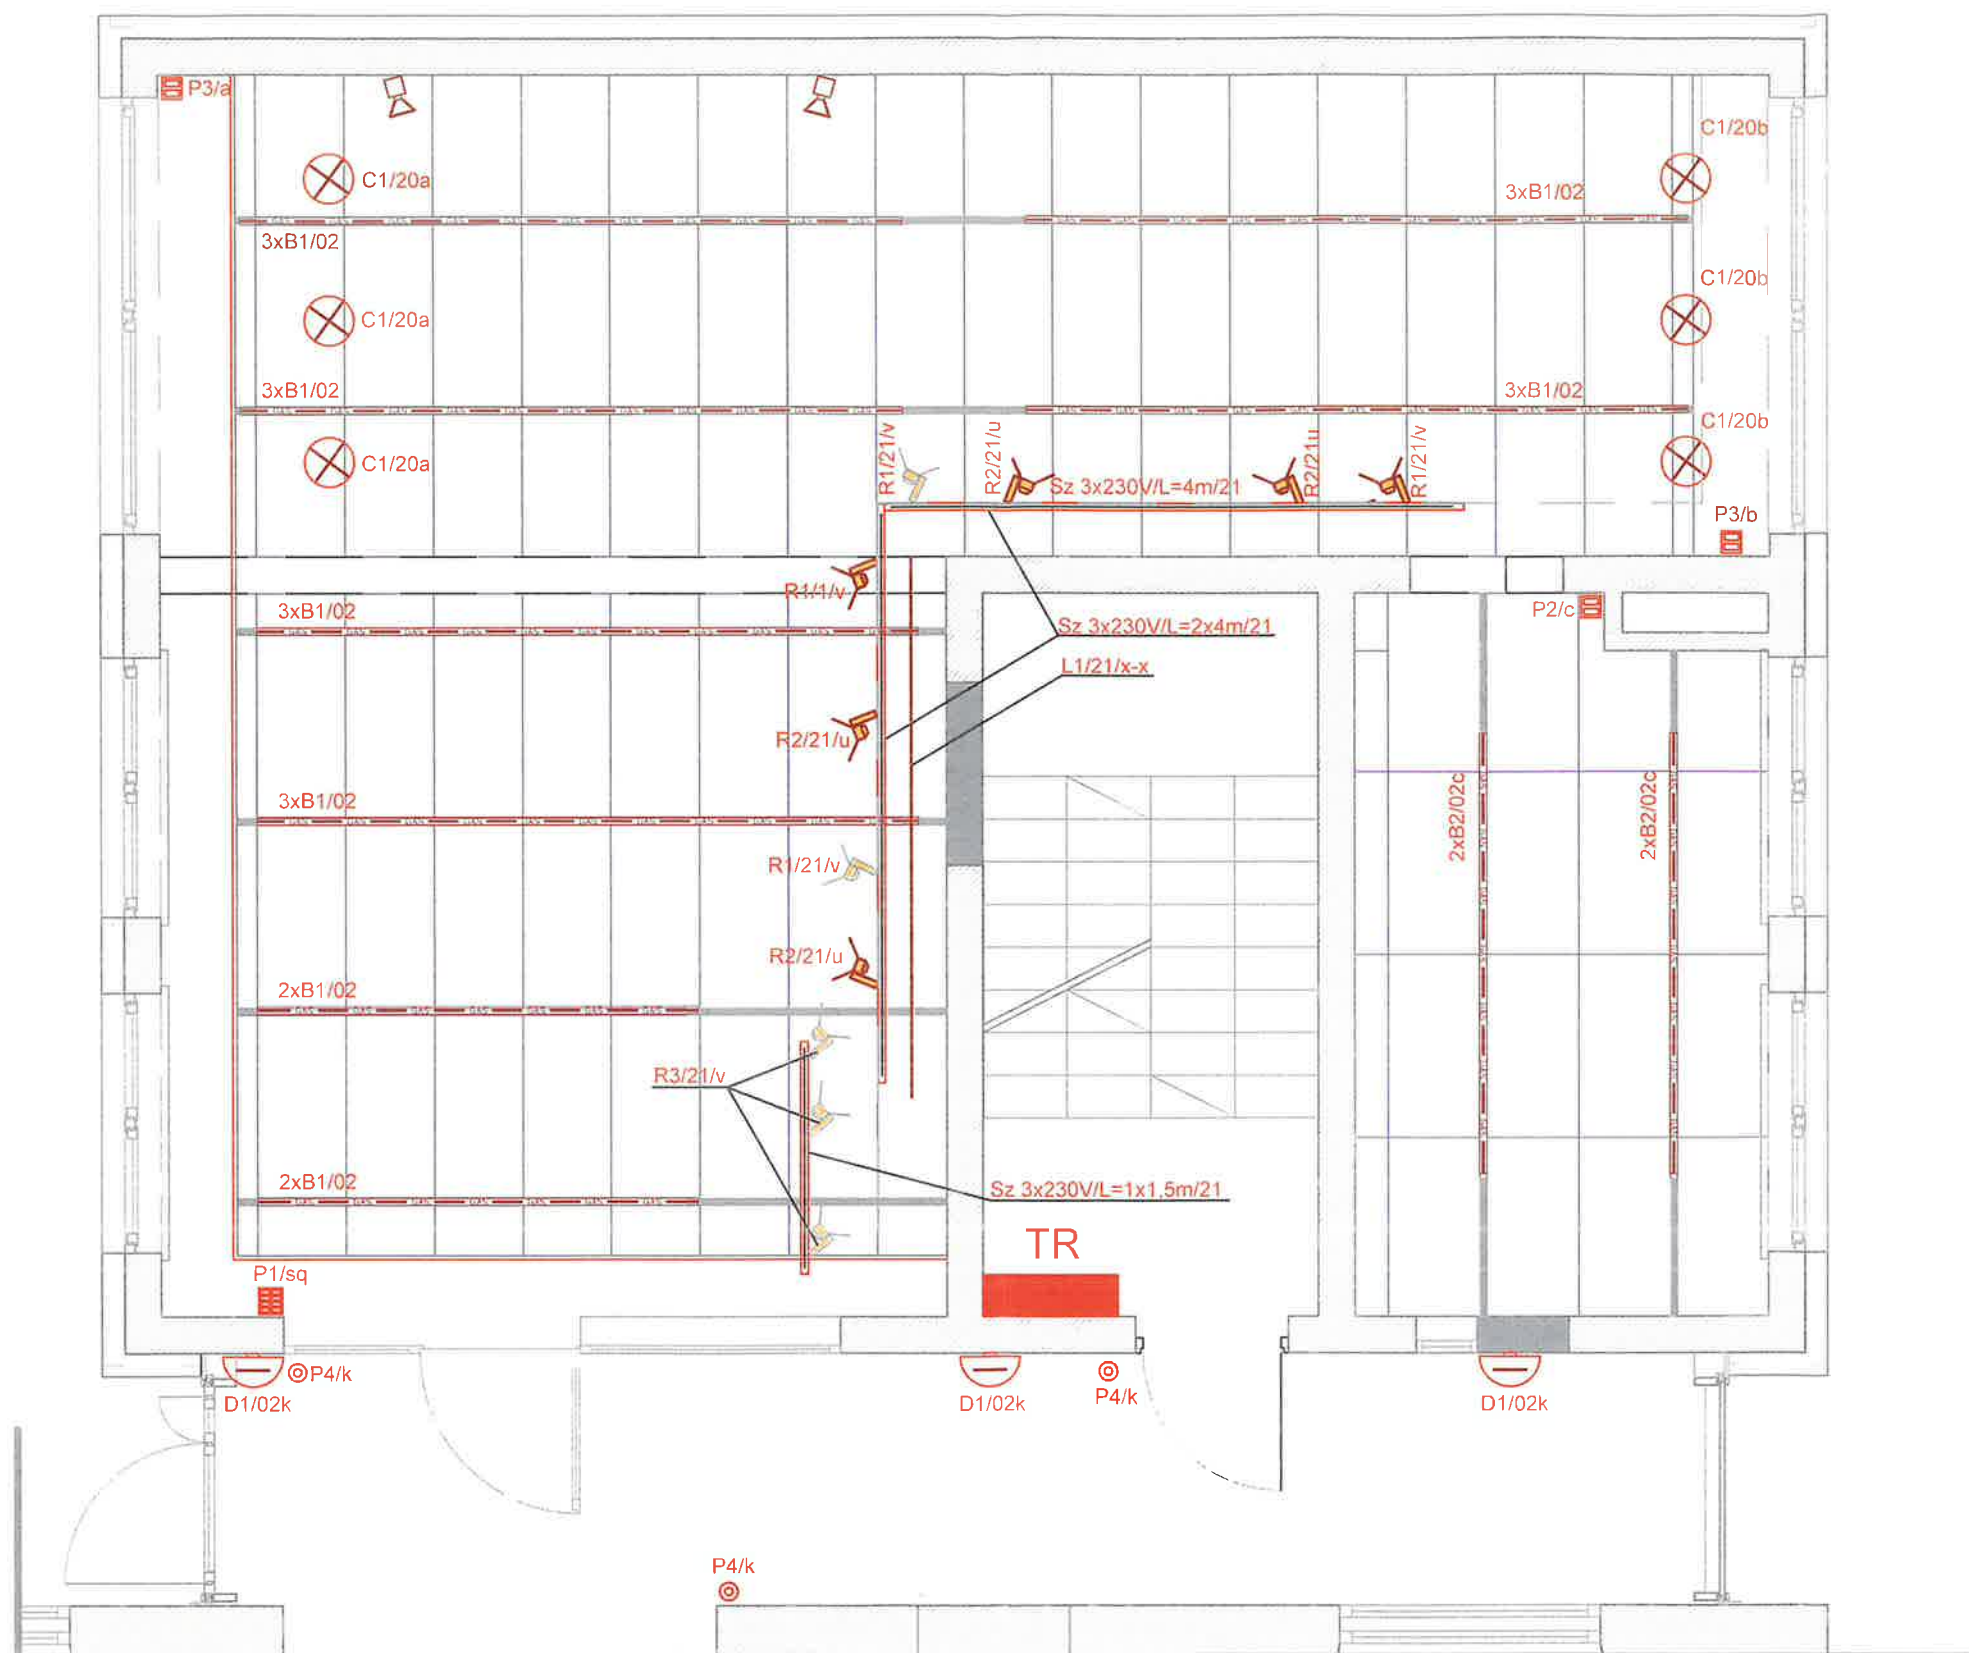 P3/a
C1/20b
C1/20a
3xB1/02
3xB1/02
C1/20b
C1/20a
3xB1/02
3xB1/02
C1/20b
C1/20a
R1/21/v
R2/21/u
Sz 3x230V/L=4m/21
R2/21u
R1/21/v
P3/b
R1/1/v
3xB1/02
P2/c
Sz 3x230V/L=2x4m/21
L1/21/x-x
R2/21/u
3xB1/02
2xB2/02c
2xB2/02c
R1/21/v
R2/21/u
2xB1/02
R3/21/v
2xB1/02
Sz 3x230V/L=1x1,5m/21
TR
P1/sq
P4/k
D1/02k
D1/02k
P4/k
D1/02k
P4/k